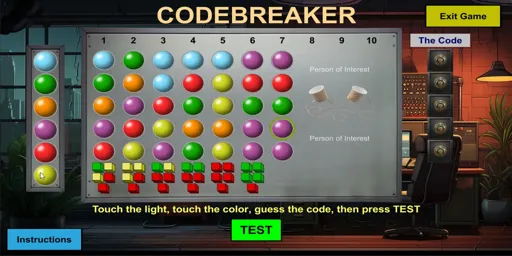 CODEBREAKER
Exit Game
1 2 3 4 5 6 7 8 9 10
The Code
Person of Interest
Person of Interest
Touch the light, touch the color, guess the code, then press TEST
TEST
Instructions